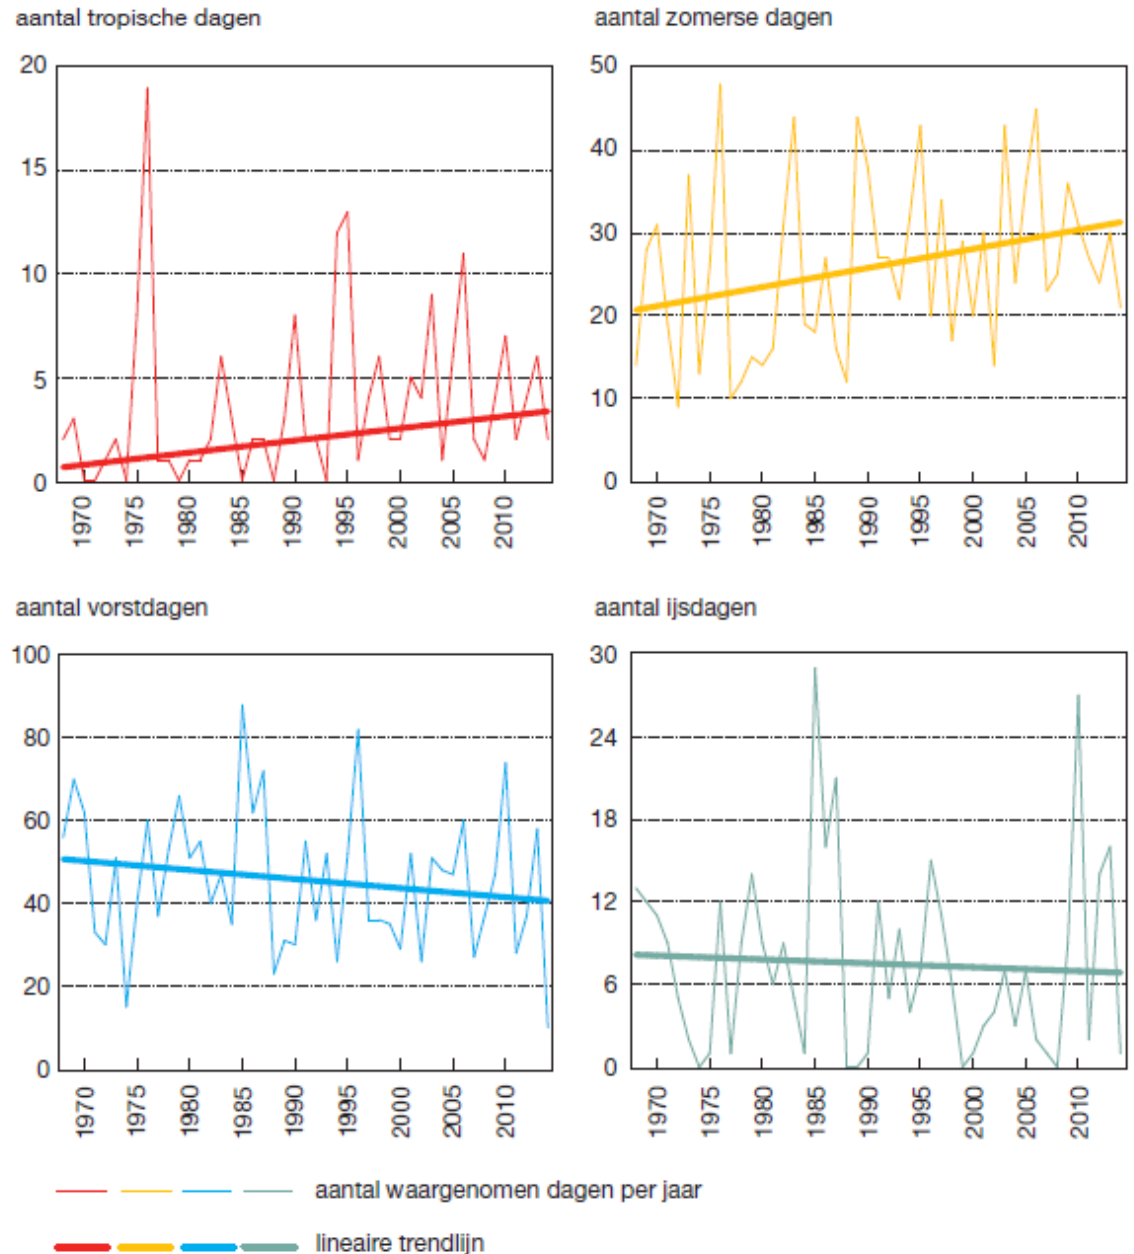 aantal tropische dagen
20
15
10
5
0
1970 1975 1980 1985 1990 1995 2000 2005 2010
aantal zomerse dagen
50
40
30
20
10
0
1970 1975 1980 1985 1990 1995 2000 2005 2010
aantal vorstdagen
100
80
60
40
20
0
1970 1975 1980 1985 1990 1995 2000 2005 2010
aantal ijsdagen
30
24
18
12
6
0
1970 1975 1980 1985 1990 1995 2000 2005 2010
aantal waargenomen dagen per jaar
lineaire trendlijn